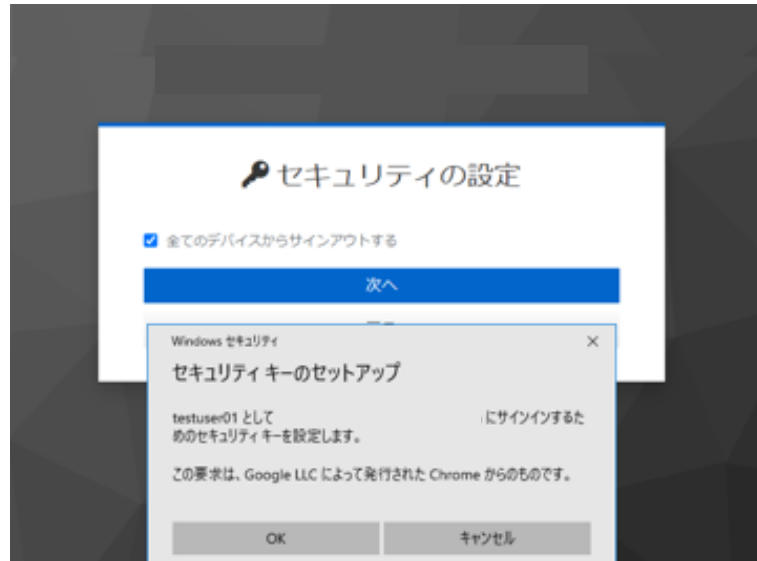 セキュリティの設定
全てのデバイスからサインアウトする
次へ
Windows セキュリティ
セキュリティ キーのセットアップ
testuser01 として にサインインするた
めのセキュリティ キーを設定します。
この要求は、Google LLC によって発行された Chrome からのものです。
OK キャンセル